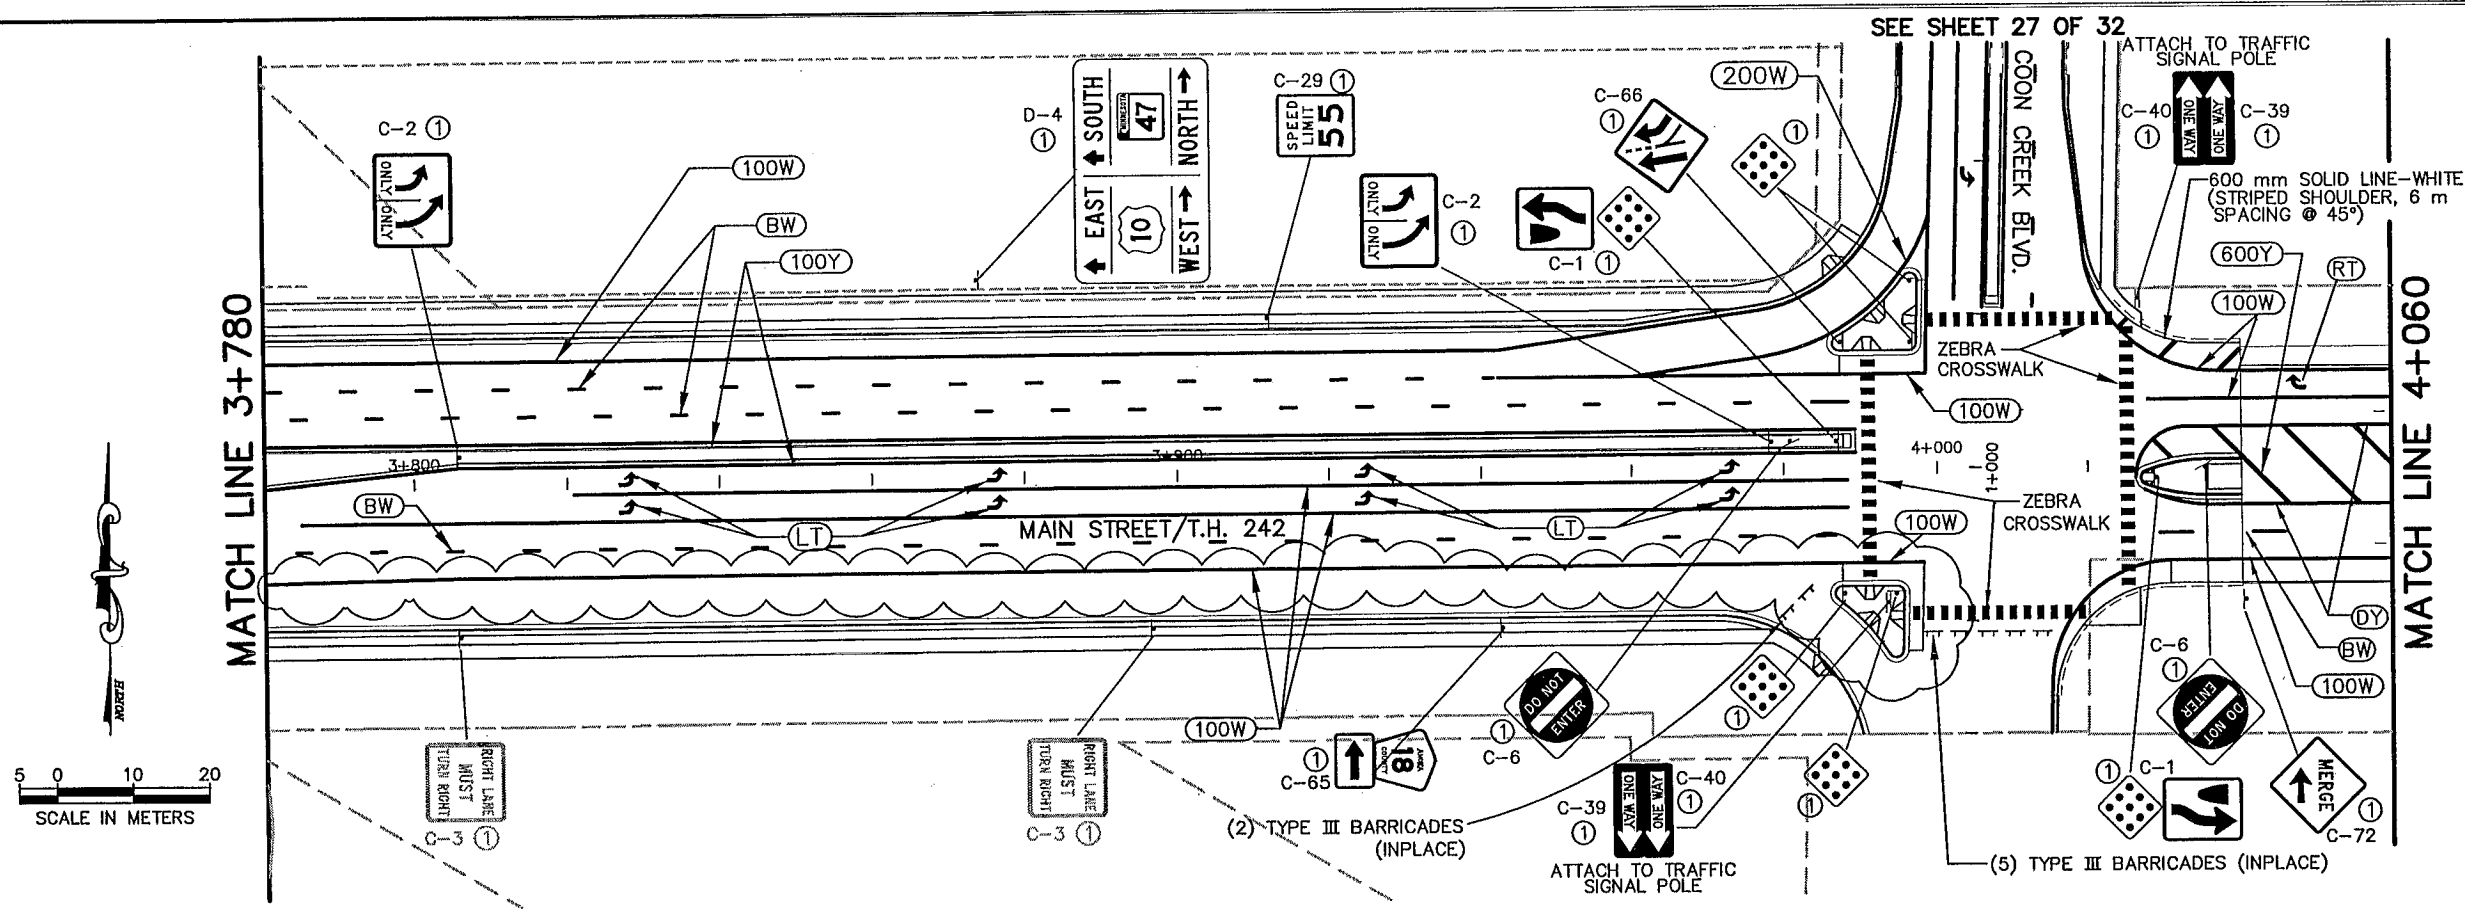 SEE SHEET 27 OF 32
ATTACH TO TRAFFIC
SIGNAL POLE
C-40
①
ONE WAY
ONE WAY
C-39
①
COON CREEK BLVD.
200W
C-66
①
①
C-29 ①
SPEED
LIMIT
55
D-4
①
SOUTH
MINNESOTA
47
NORTH
EAST
10
WEST
C-2 ①
ONLY
ONLY
100W
BW
100Y
ONLY
ONLY
C-2
①
C-1 ①
600 mm SOLID LINE-WHITE
(STRIPED SHOULDER, 6 m
SPACING @ 45°)
600Y
RT
100W
ZEBRA
CROSSWALK
100W
MATCH LINE 3+780
MATCH LINE 4+060
3+800
3+900
4+000
1+000
BW
LT
MAIN STREET/T.H. 242
LT
100W
ZEBRA
CROSSWALK
DY
BW
100W
C-6
①
DO NOT
ENTER
DO NOT
ENTER
①
C-6
①
100W
①
C-65
ANOKA
18
COUNTY
RIGHT LANE
MUST
TURN RIGHT
C-3 ①
RIGHT LANE
MUST
TURN RIGHT
C-3 ①
(2) TYPE III BARRICADES
(INPLACE)
C-39
①
ONE WAY
ONE WAY
C-40
①
ATTACH TO TRAFFIC
SIGNAL POLE
①
①
C-1
MERGE
①
C-72
(5) TYPE III BARRICADES (INPLACE)
5 0 10 20
SCALE IN METERS